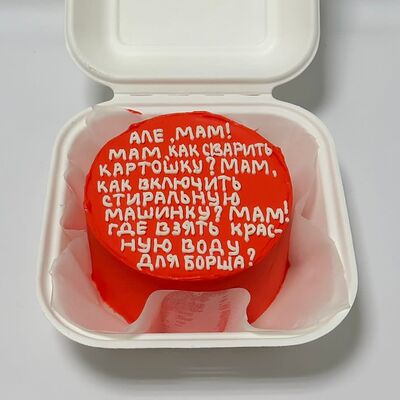 АЛЕ ,МАМ!
МАМ, КАК СВАРИТЬ
КАРТОШКУ? МАМ,
КАК ВКЛЮЧИТЬ
СТИРАЛЬНУЮ
МАШИНКУ? МАМ!
ГДЕ ВЗЯТЬ КРАС-
НУЮ ВОДУ
ДЛЯ БОРЩА?